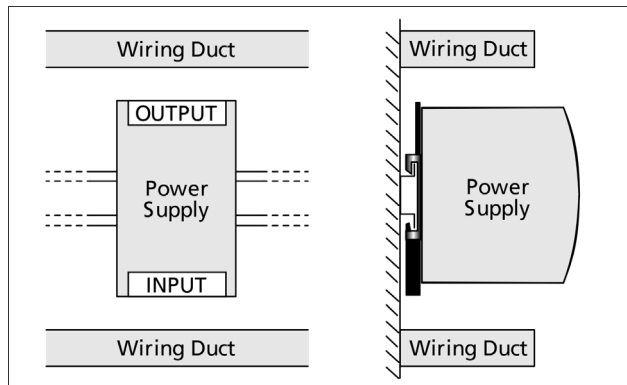 Wiring Duct
OUTPUT
Power
Supply
INPUT
Wiring Duct
Wiring Duct
Power
Supply
Wiring Duct